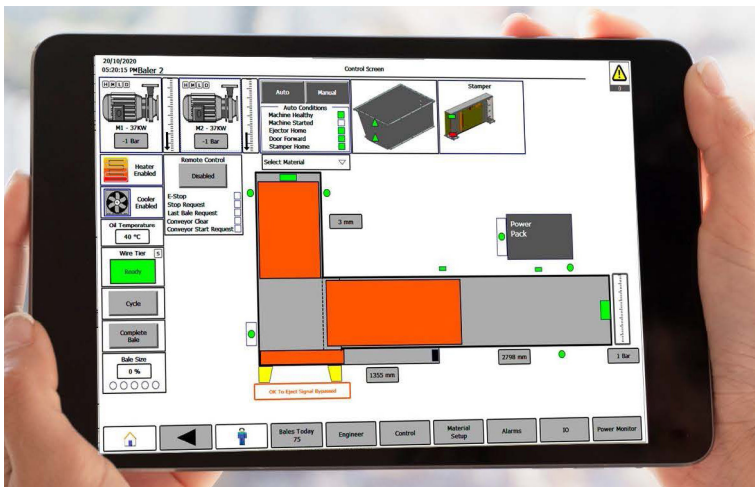 20/10/2020
05:20:15 PM Baler 2
Control Screen
0
H M L O
M1 - 37KW
-1 Bar
H M L O
M2 - 37KW
-1 Bar
Auto
Manual
Auto Conditions
Machine Healthy
Machine Started
Ejector Home
Door Forward
Stamper Home
Stamper
Heater
Enabled
Cooler
Enabled
Oil Temperature
40 °C
Wire Tier
S
Ready
Cycle
Complete
Bale
Bale Size
0 %
Remote Control
Disabled
E-Stop
Stop Request
Last Bale Request
Conveyor Clear
Conveyor Start Request
Select Material
3 mm
Power
Pack
1355 mm
2798 mm
1 Bar
OK To Eject Signal Bypassed
Bales Today
75
Engineer
Control
Material
Setup
Alarms
IO
Power Monitor